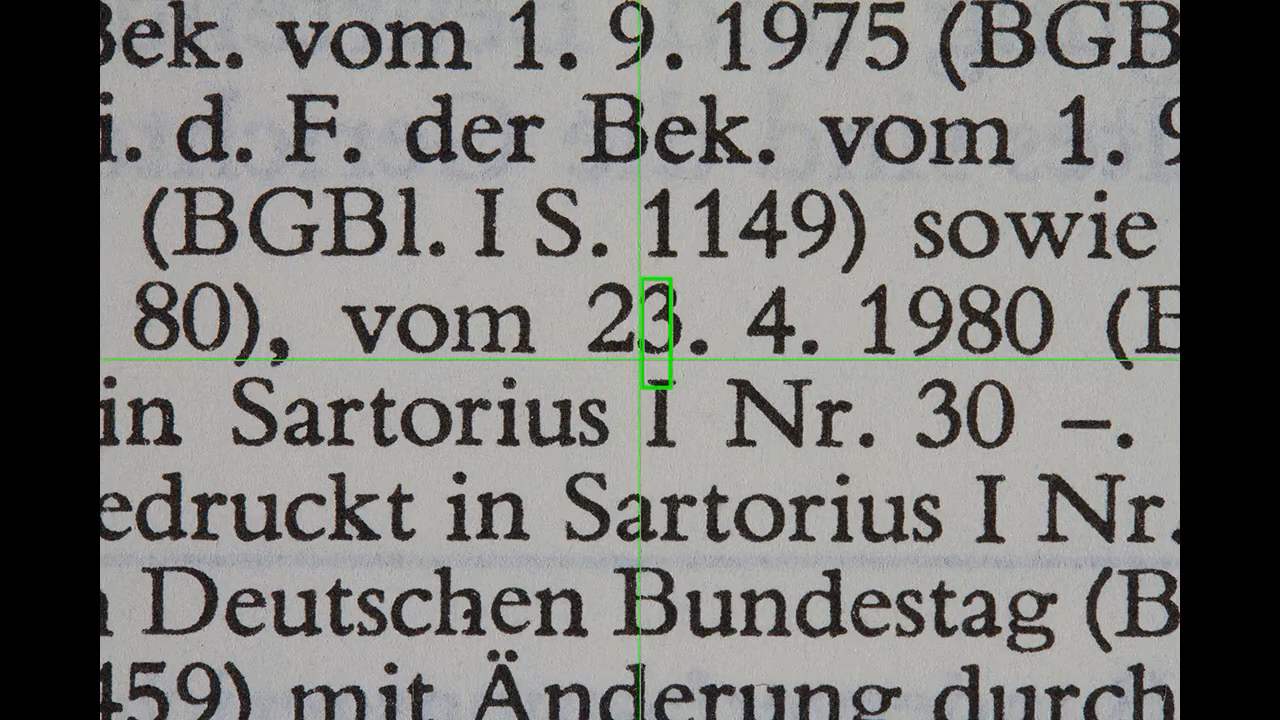 Bek. vom 1. 9. 1975 (BGB
i. d. F. der Bek. vom 1. 9
(BGBl. I S. 1149) sowie
80), vom 23. 4. 1980 (B
in Sartorius I Nr. 30 –.
edruckt in Sartorius I Nr.
n Deutschen Bundestag (B
459) mit Änderung durch